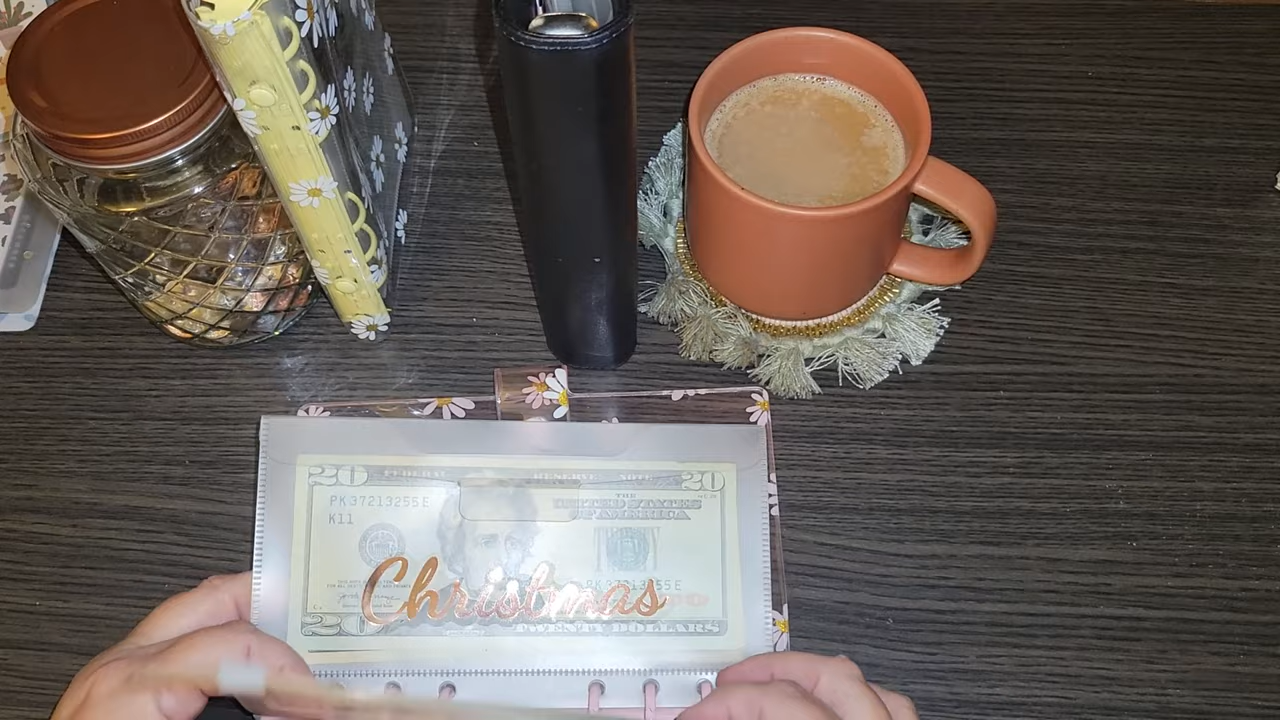 20 FEDERAL RESERVE NOTE 20
PK37213255E
K11
THE
UNITED STATES
OF AMERICA
PK37213255E
Christmas
20 TWENTY DOLLARS